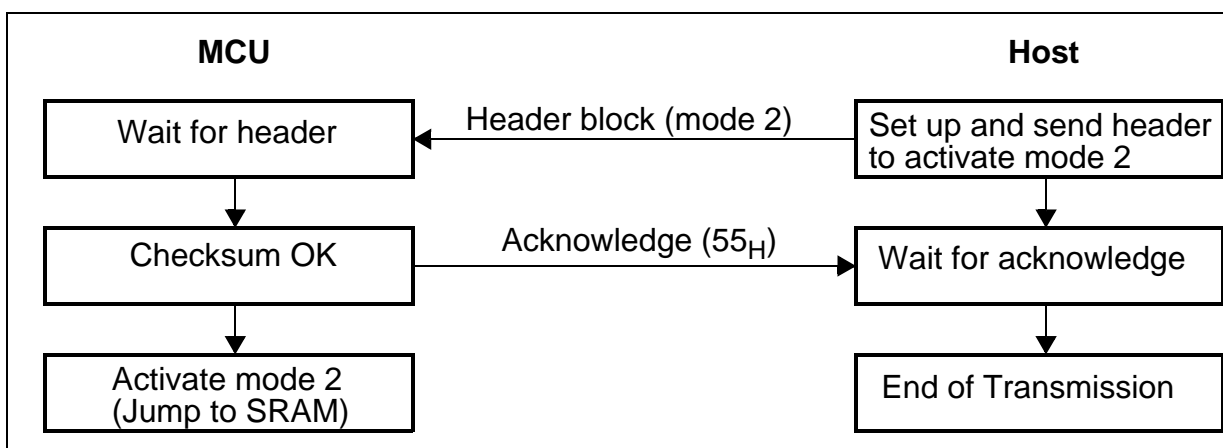 MCU
Host
Wait for header
Header block (mode 2)
Set up and send header
to activate mode 2
Checksum OK
Acknowledge (55H)
Wait for acknowledge
Activate mode 2
(Jump to SRAM)
End of Transmission